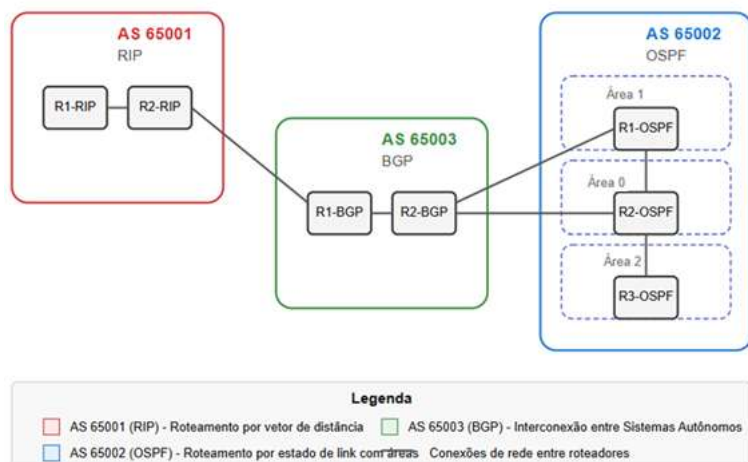 AS 65001
RIP
R1-RIP
R2-RIP
AS 65003
BGP
R1-BGP
R2-BGP
AS 65002
OSPF
Área 1
R1-OSPF
Área 0
R2-OSPF
Área 2
R3-OSPF
Legenda
AS 65001 (RIP) - Roteamento por vetor de distância
AS 65003 (BGP) - Interconexão entre Sistemas Autônomos
AS 65002 (OSPF) - Roteamento por estado de link com áreas
Conexões de rede entre roteadores